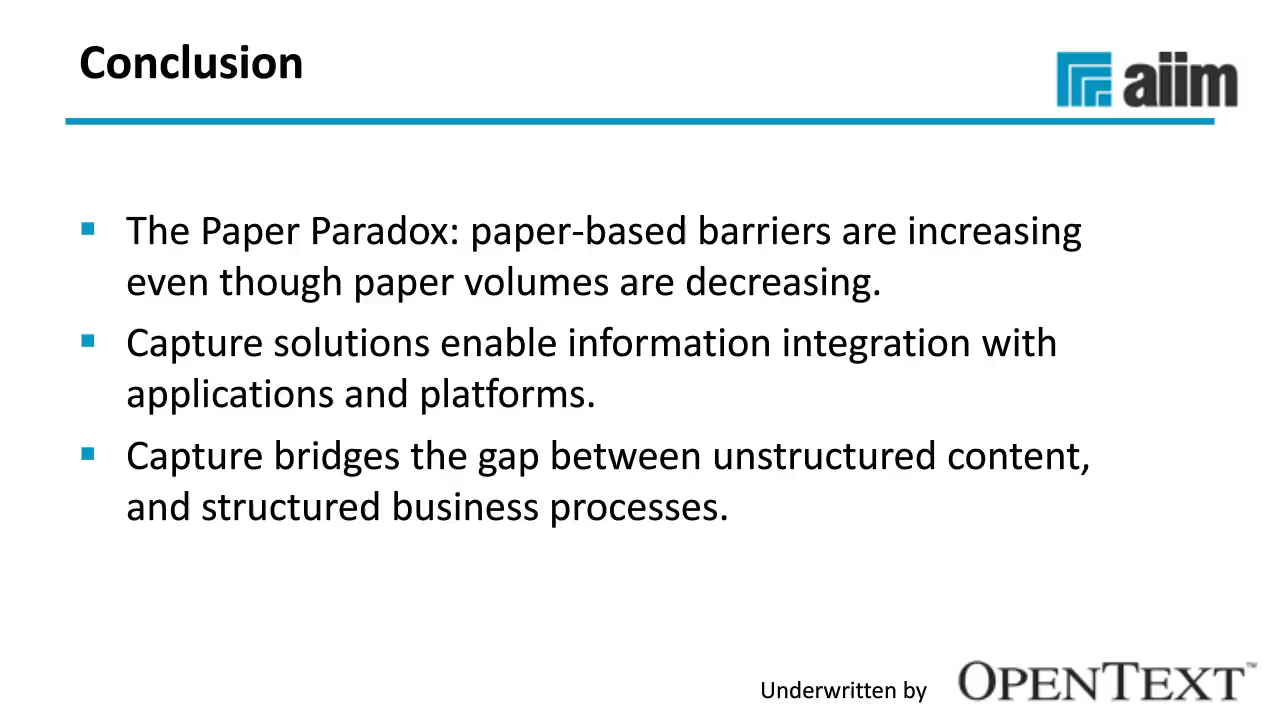 Conclusion
aiim
The Paper Paradox: paper-based barriers are increasing
even though paper volumes are decreasing.
Capture solutions enable information integration with
applications and platforms.
Capture bridges the gap between unstructured content,
and structured business processes.
Underwritten by
OPENTEXT™